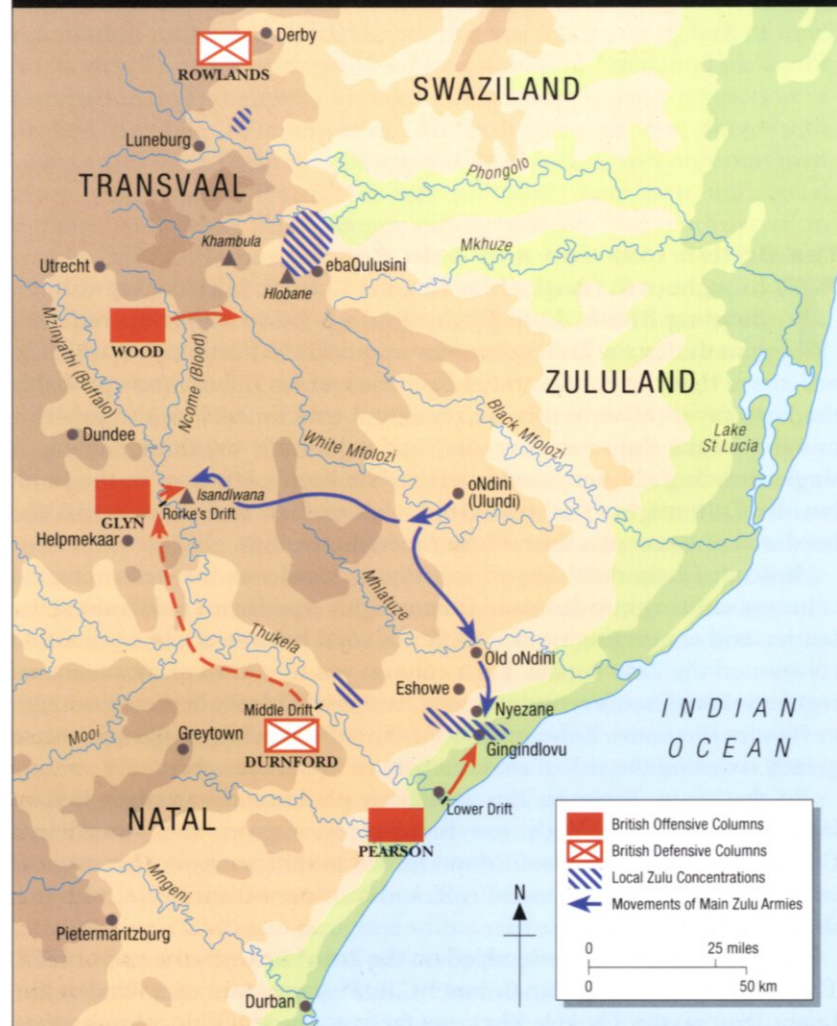 Derby
ROWLANDS
SWAZILAND
Luneburg
Phongolo
TRANSVAAL
Khambula
Mkhuze
Utrecht
ebaQulusini
Hlobane
Mzinyathi (Buffalo)
WOOD
Ncome (Blood)
ZULULAND
Black Mfolozi
Dundee
White Mfolozi
Lake
St Lucia
oNdini
(Ulundi)
Isandlwana
GLYN
Rorke's Drift
Helpmekaar
Mhlatuze
Thukela
Old oNdini
Eshowe
Middle Drift
Nyezane
INDIAN
OCEAN
Mooi
Greytown
DURNFORD
Gingindlovu
Lower Drift
NATAL
PEARSON
British Offensive Columns
British Defensive Columns
Local Zulu Concentrations
Movements of Main Zulu Armies
Mngeni
N
0 25 miles
0 50 km
Pietermaritzburg
Durban